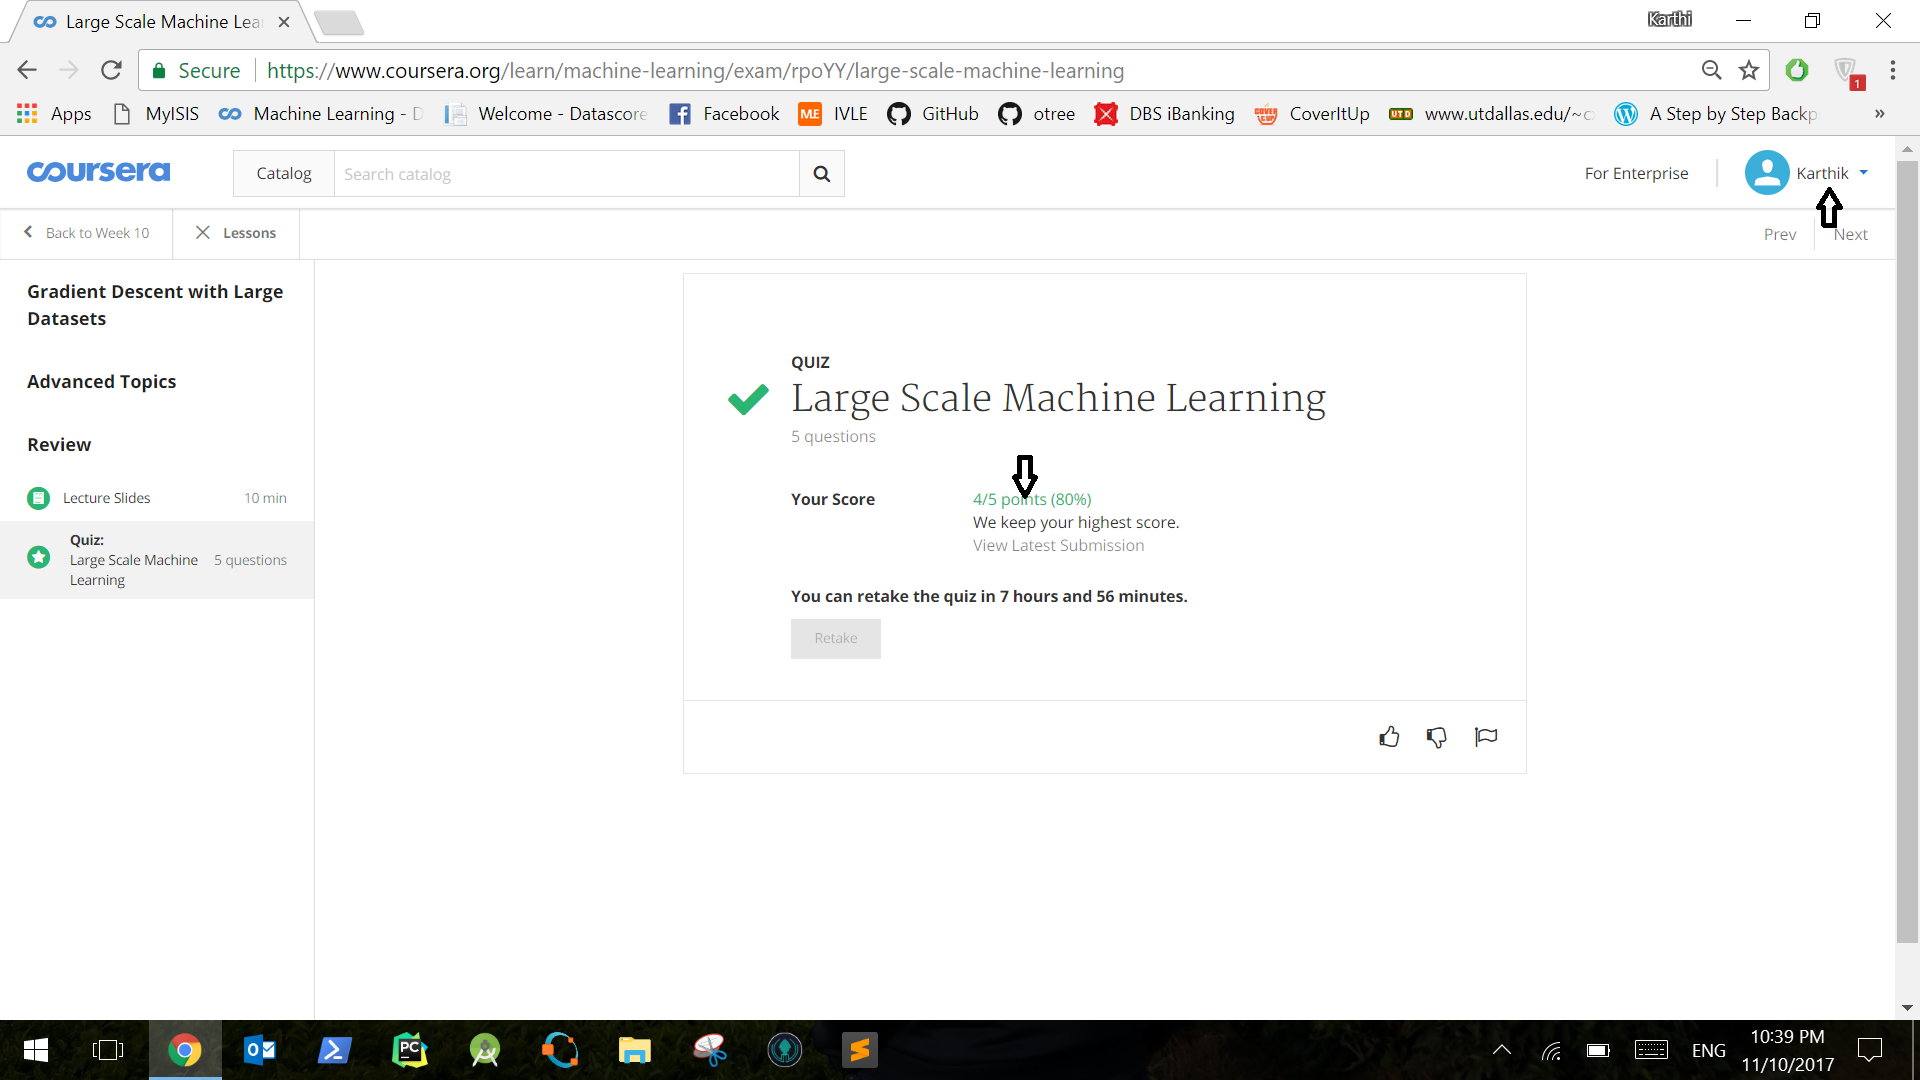 Large Scale Machine Lea
Karthi
Secure
https://www.coursera.org/learn/machine-learning/exam/rpoYY/large-scale-machine-learning
1
Apps
MyISIS
Machine Learning - D
Welcome - Datascore
Facebook
ME
IVLE
GitHub
otree
DBS iBanking
CoverItUp
UTD
www.utdallas.edu/~cx
A Step by Step Backp
»
coursera
Catalog
Search catalog
For Enterprise
Karthik
Back to Week 10
Lessons
Prev
Next
Gradient Descent with Large
Datasets
Advanced Topics
Review
Lecture Slides
10 min
Quiz:
Large Scale Machine
Learning
5 questions
QUIZ
Large Scale Machine Learning
5 questions
Your Score
4/5 points (80%)
We keep your highest score.
View Latest Submission
You can retake the quiz in 7 hours and 56 minutes.
Retake
PC
ENG
10:39 PM
11/10/2017